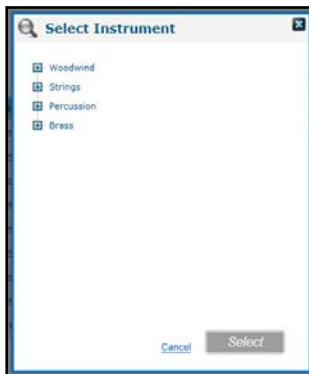 Select Instrument
Woodwind
Strings
Percussion
Brass
Cancel Select